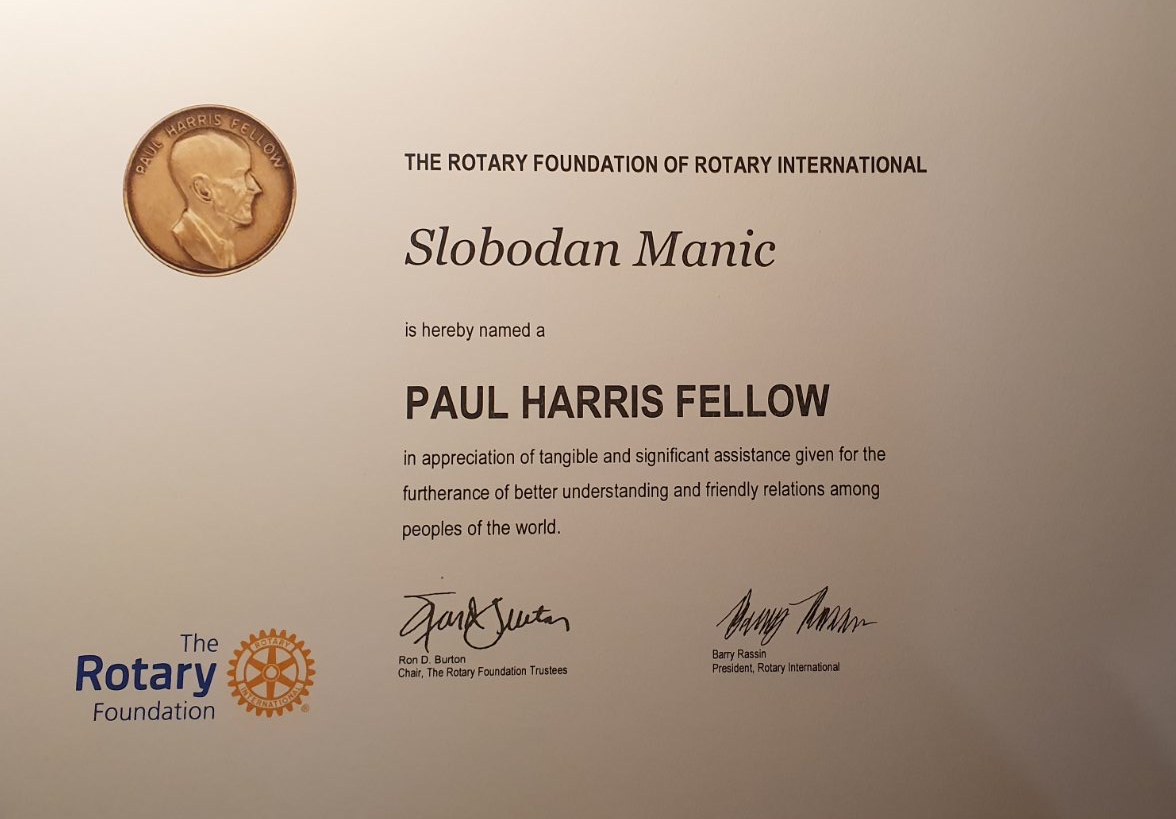 PAUL HARRIS FELLOW
THE ROTARY FOUNDATION OF ROTARY INTERNATIONAL
Slobodan Manic
is hereby named a
PAUL HARRIS FELLOW
in appreciation of tangible and significant assistance given for the
furtherance of better understanding and friendly relations among
peoples of the world.
Ron D. Burton
Chair, The Rotary Foundation Trustees
Barry Rassin
President, Rotary International
The
Rotary
Foundation
ROTARY
INTERNATIONAL
®